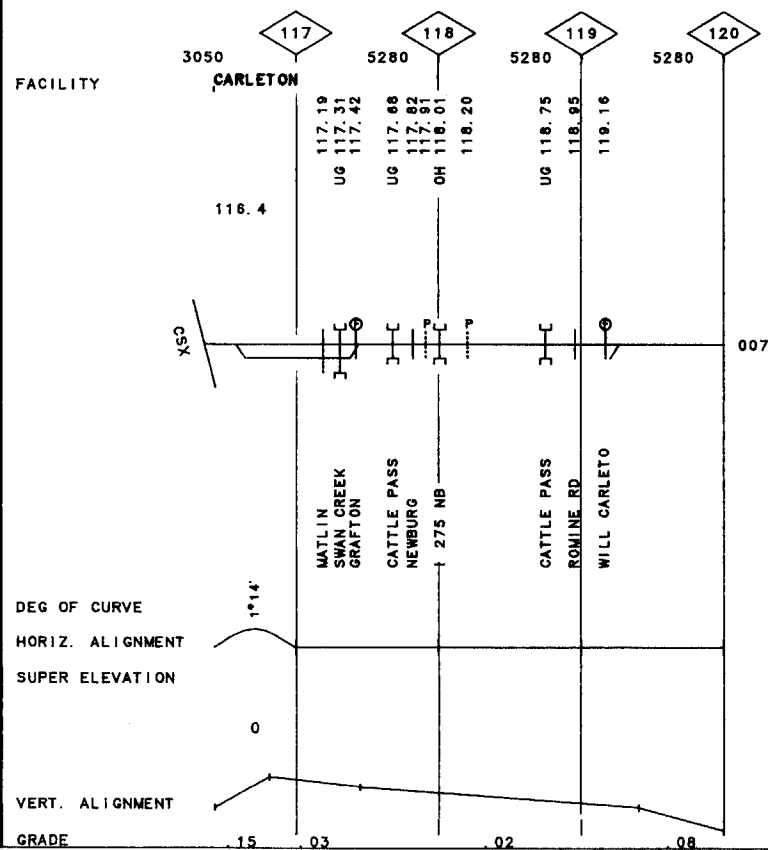 117 118 119 120
3050 5280 5280 5280
FACILITY
CARLETON
117.19
UG 117.31
117.42
UG 117.68
117.82
117.91
OH 118.01
118.20
UG 118.75
118.95
119.16
116.4
CSX
P
P
007
MATLIN
SWAN CREEK
GRAFTON
CATTLE PASS
NEWBURG
I 275 NB
CATTLE PASS
ROMINE RD
WILL CARLETO
DEG OF CURVE
1°14'
HORIZ. ALIGNMENT
SUPER ELEVATION
0
VERT. ALIGNMENT
GRADE .15 .03 .02 .08